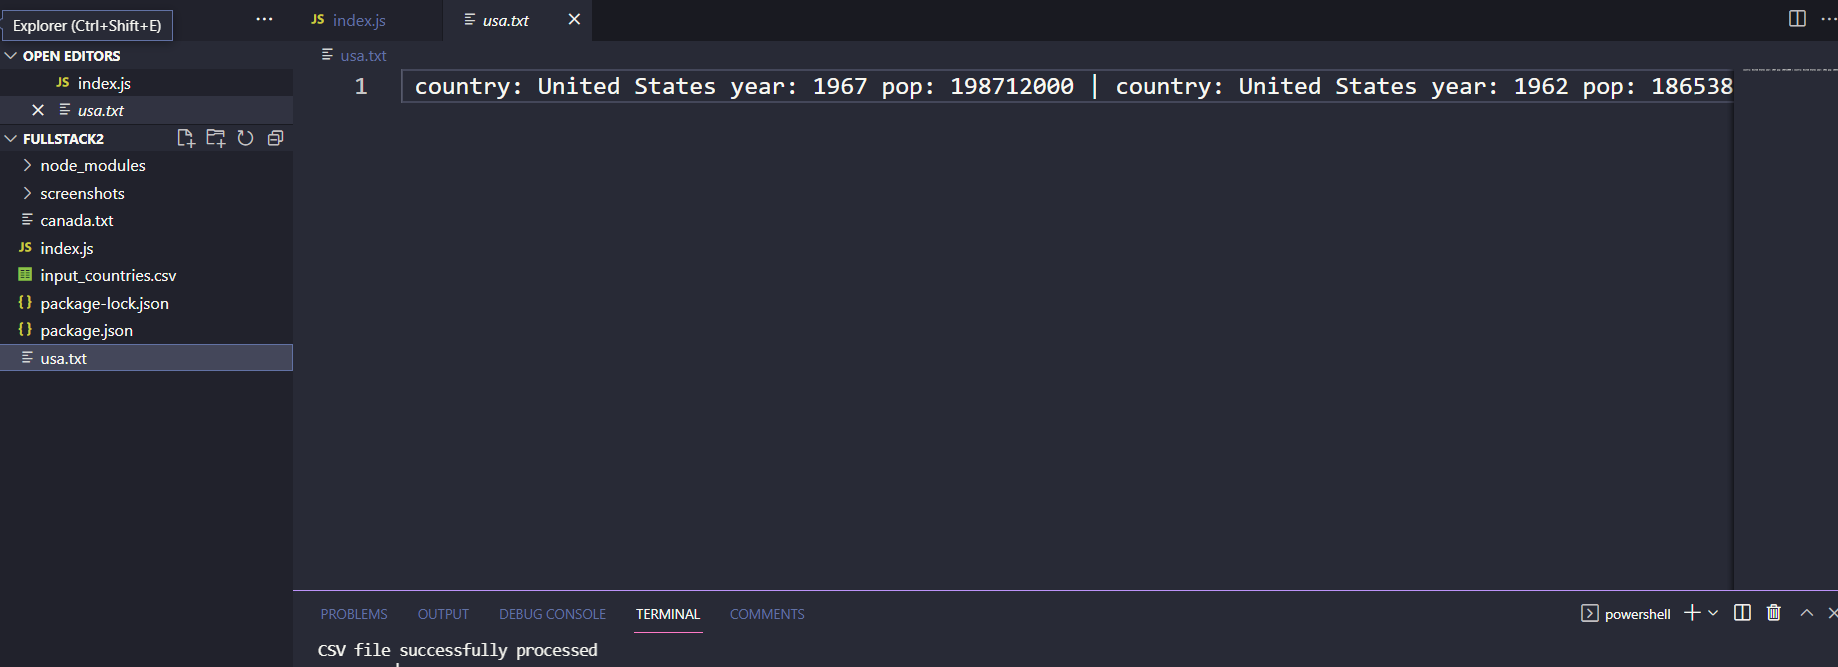 Explorer (Ctrl+Shift+E)
JS index.js
usa.txt
OPEN EDITORS
JS index.js
usa.txt
FULLSTACK2
node_modules
screenshots
canada.txt
JS index.js
input_countries.csv
{} package-lock.json
{} package.json
usa.txt
usa.txt
1 country: United States year: 1967 pop: 198712000 | country: United States year: 1962 pop: 186538
PROBLEMS OUTPUT DEBUG CONSOLE TERMINAL COMMENTS
powershell
CSV file successfully processed